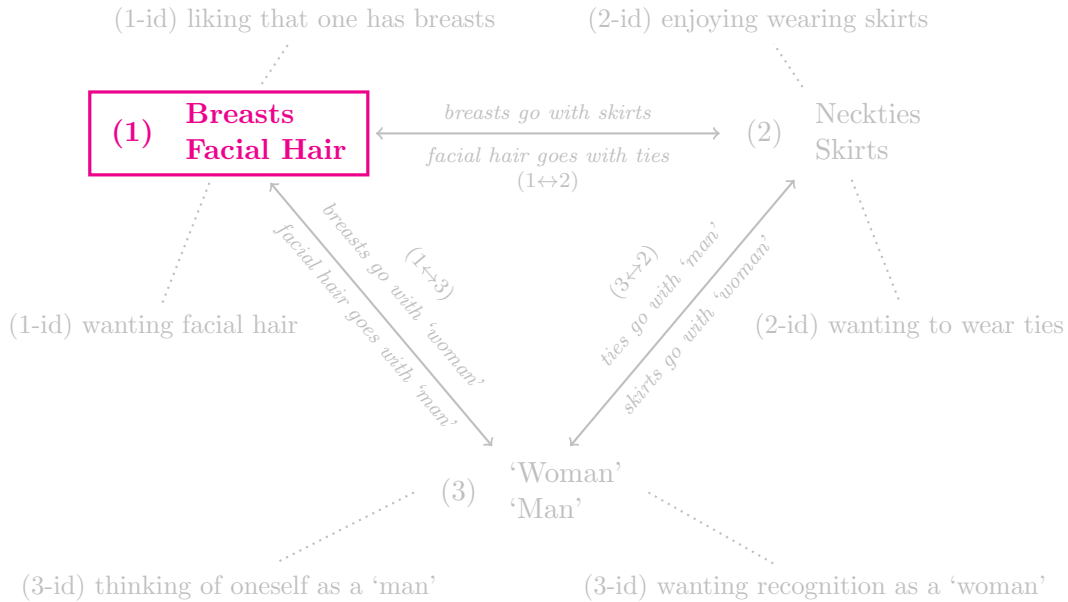 (1-id) liking that one has breasts
(2-id) enjoying wearing skirts
(1) Breasts
Facial Hair
breasts go with skirts
facial hair goes with ties
(1↔2)
(2) Neckties
Skirts
breasts go with ‘woman’
facial hair goes with ‘man’
(1↔3)
(3↔2)
ties go with ‘man’
skirts go with ‘woman’
(1-id) wanting facial hair
(2-id) wanting to wear ties
(3) ‘Woman’
‘Man’
(3-id) thinking of oneself as a ‘man’
(3-id) wanting recognition as a ‘woman’